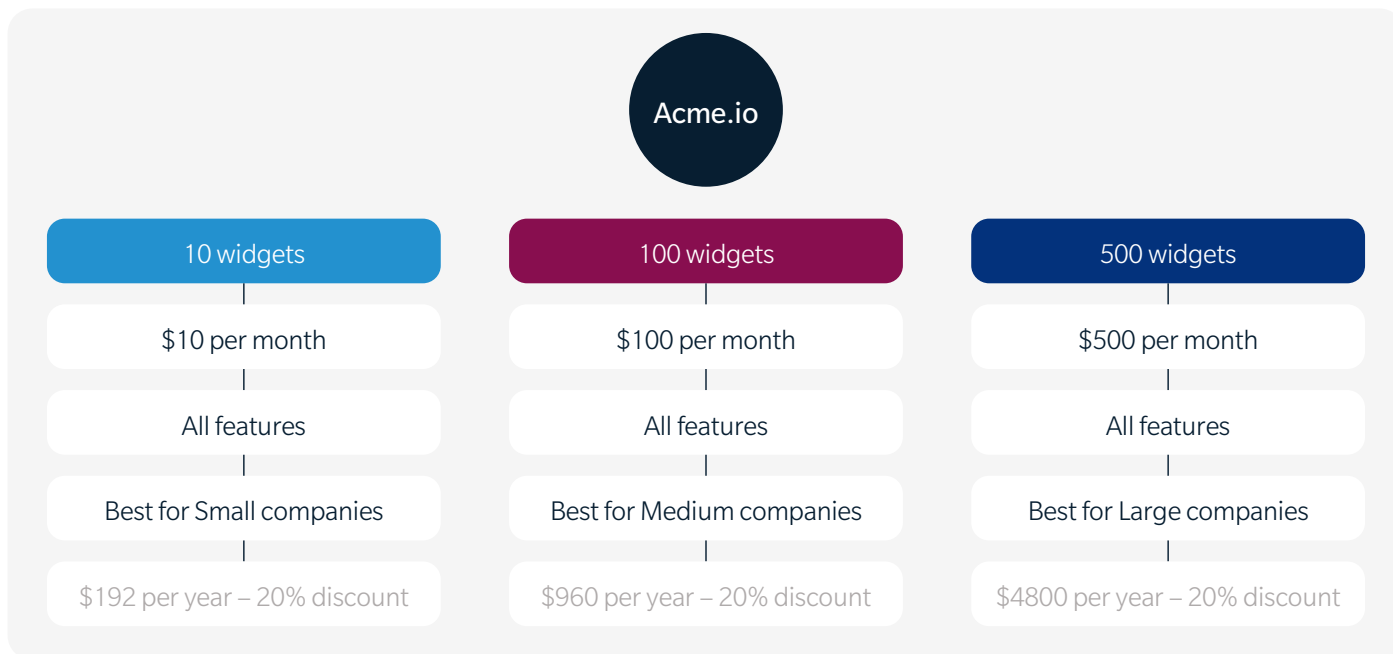 Acme.io
10 widgets
100 widgets
500 widgets
$10 per month
$100 per month
$500 per month
All features
All features
All features
Best for Small companies
Best for Medium companies
Best for Large companies
$192 per year – 20% discount
$960 per year – 20% discount
$4800 per year – 20% discount